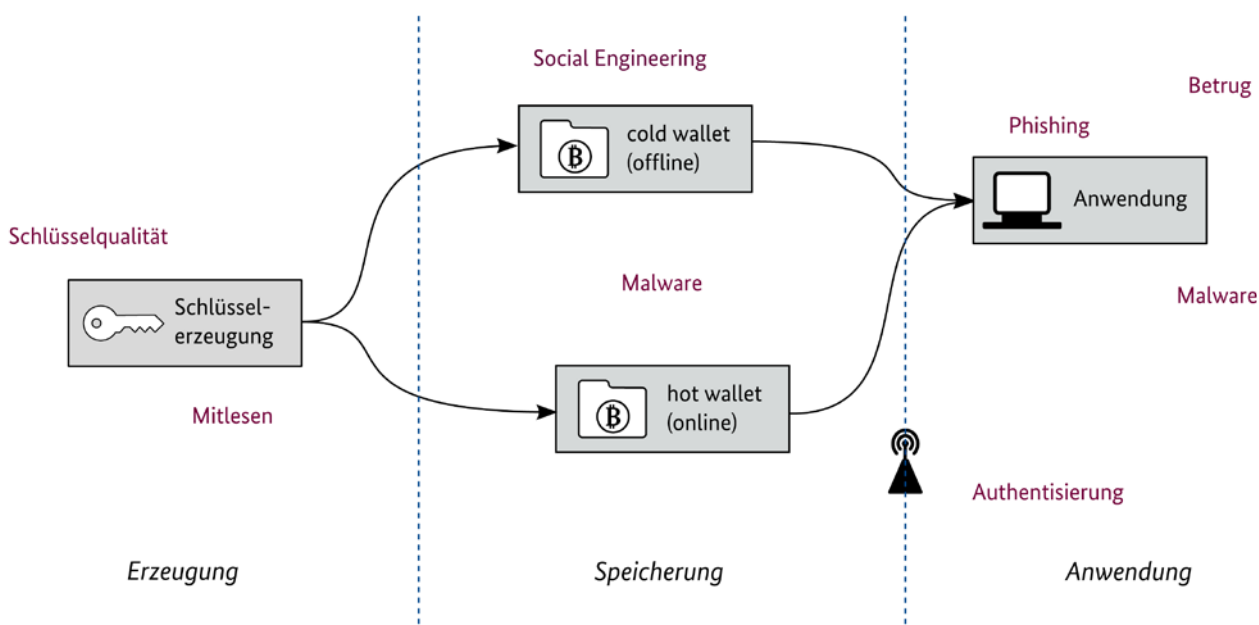 Social Engineering
Betrug
cold wallet
(offline)
Phishing
Anwendung
Schlüsselqualität
Malware
Malware
Schlüssel-
erzeugung
hot wallet
(online)
Mitlesen
Authentisierung
Erzeugung
Speicherung
Anwendung